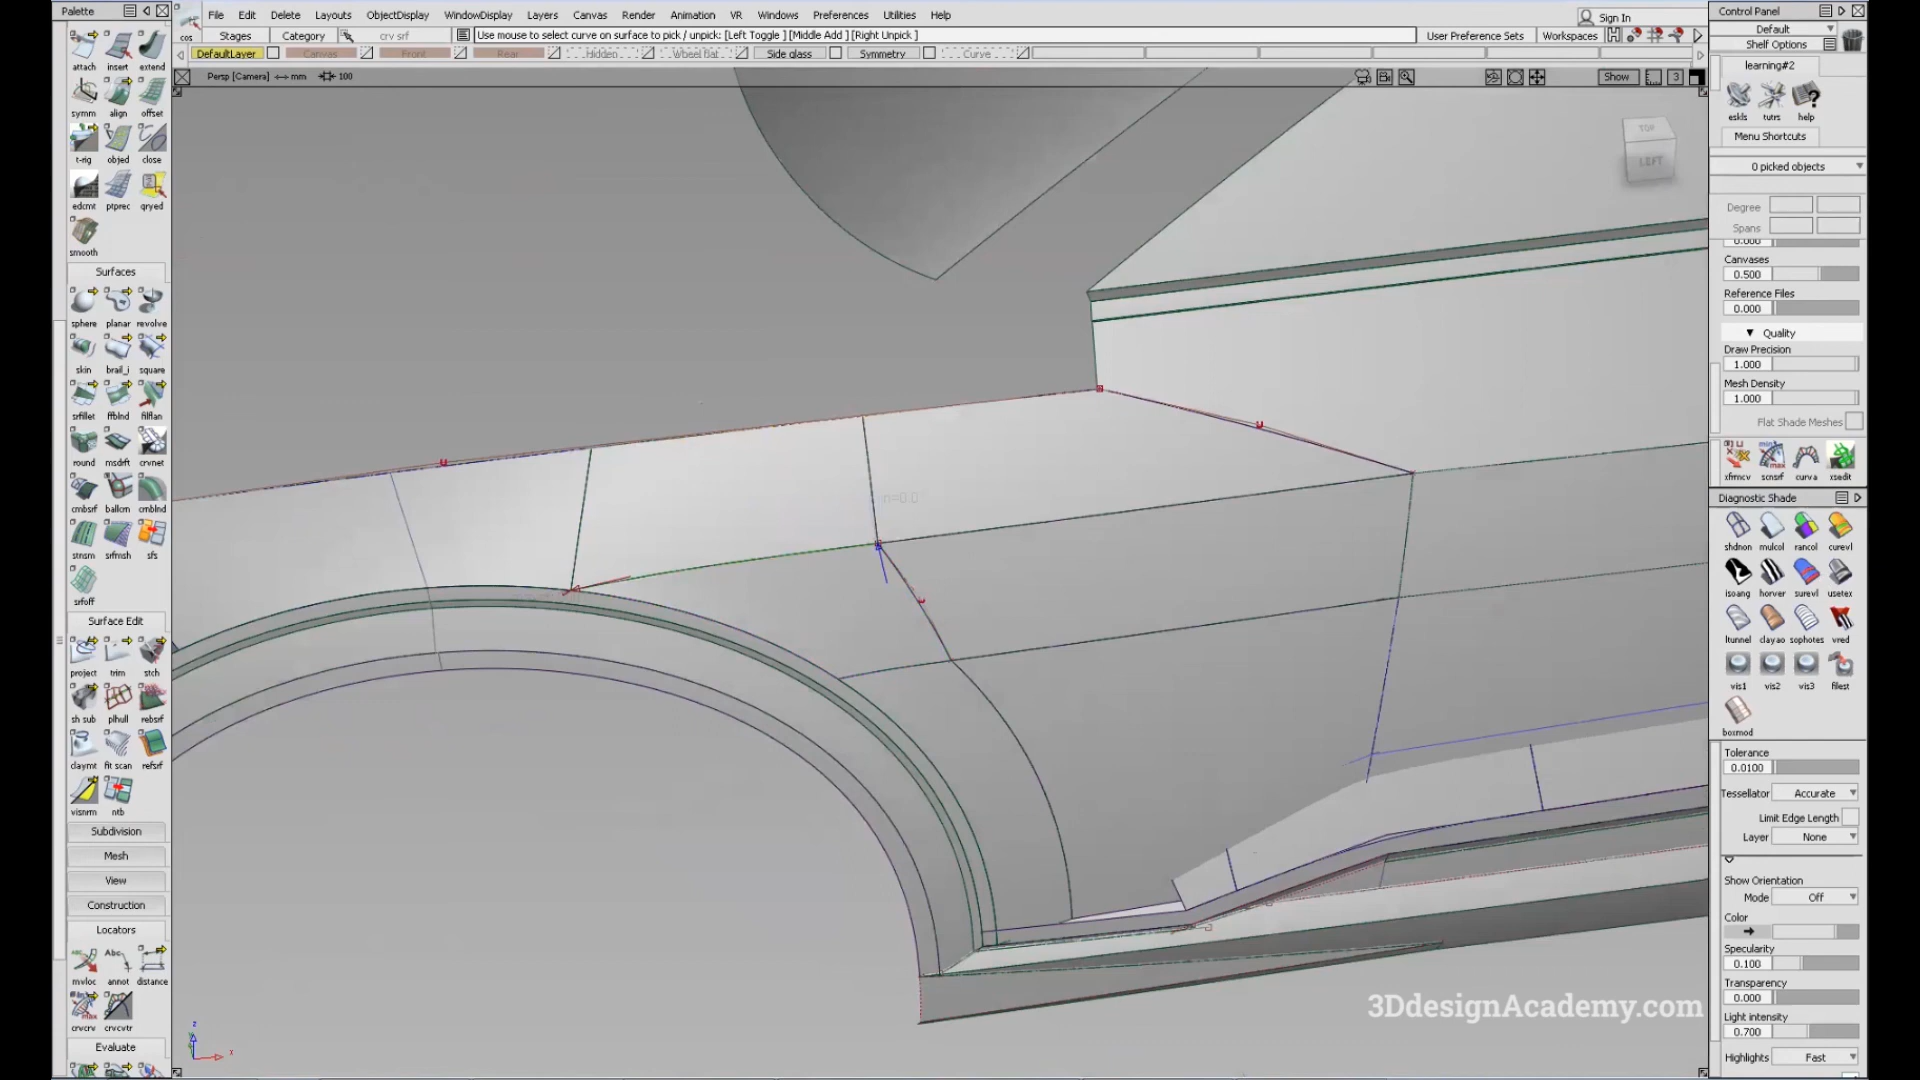 Palette
File Edit Delete Layouts ObjectDisplay WindowDisplay Layers Canvas Render Animation VR Windows Preferences Utilities Help
Sign In
Control Panel
cos
Stages Category crv srf
Use mouse to select curve on surface to pick / unpick: [Left Toggle ] [Middle Add ] [Right Unpick ]
User Preference Sets Workspaces
Default
Shelf Options
DefaultLayer Canvas Front Rear Hidden Side glass Symmetry Curve
learning#2
Persp [Camera] mm 100
Show 3
attach insert extend
symm align offset
t-rig objed close
edcmt ptprec qryed
smooth
Surfaces
sphere planar revolve
skin brail_i square
srfillet ffblnd filflan
round msdrft crvnet
cmbsrf ballcrn cmblnd
stnsm srfmsh sfs
srfoff
Surface Edit
project trim stch
sh sub plhull rebsrf
claymt fit scan refsrf
visnrm ntb
Subdivision
Mesh
View
Construction
Locators
mvloc annot distance
crvcrv crvcvtr
Evaluate
TOP
LEFT
z
x
eskls tutrs help
Menu Shortcuts
0 picked objects
Degree
Spans
0.000
Canvases
0.500
Reference Files
0.000
Quality
Draw Precision
1.000
Mesh Density
1.000
Flat Shade Meshes
xfrmcv scnsrf curva xsedit
Diagnostic Shade
shdnon mulcol rancol curevl
isoang horver surevl usetex
ltunnel clayao sophotes vred
vis1 vis2 vis3 filest
boxmod
Tolerance
0.0100
Tessellator Accurate
Limit Edge Length
Layer None
Show Orientation
Mode Off
Color
Specularity
0.100
Transparency
0.000
Light intensity
0.700
Highlights Fast
3DdesignAcademy.com